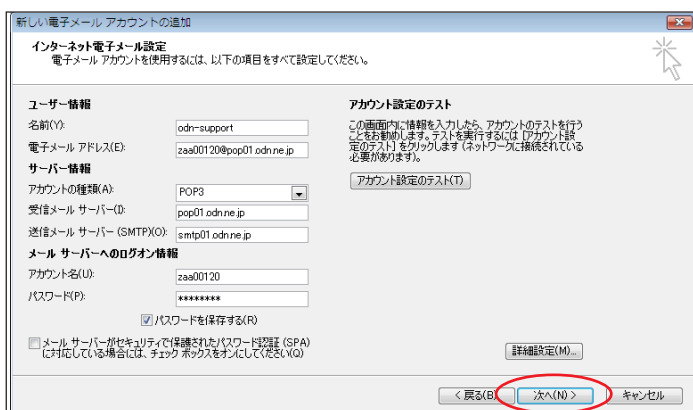 新しい電子メール アカウントの追加
インターネット電子メール設定
電子メール アカウントを使用するには、以下の項目をすべて設定してください。
ユーザー情報
名前(Y):
odn-support
電子メール アドレス(E):
zaa00120@pop01.odn.ne.jp
サーバー情報
アカウントの種類(A):
POP3
受信メール サーバー(I):
pop01.odn.ne.jp
送信メール サーバー (SMTP)(O):
smtp01.odn.ne.jp
メール サーバーへのログオン情報
アカウント名(U):
zaa00120
パスワード(P):
********
パスワードを保存する(R)
メール サーバーがセキュリティで保護されたパスワード認証 (SPA)
に対応している場合には、チェック ボックスをオンにしてください(Q)
アカウント設定のテスト
この画面内に情報を入力したら、アカウントのテストを行う
ことをお勧めします。テストを実行するには [アカウント設
定のテスト] をクリックします (ネットワークに接続されている
必要があります)。
アカウント設定のテスト(T)
詳細設定(M)...
< 戻る(B)
次へ(N) >
キャンセル